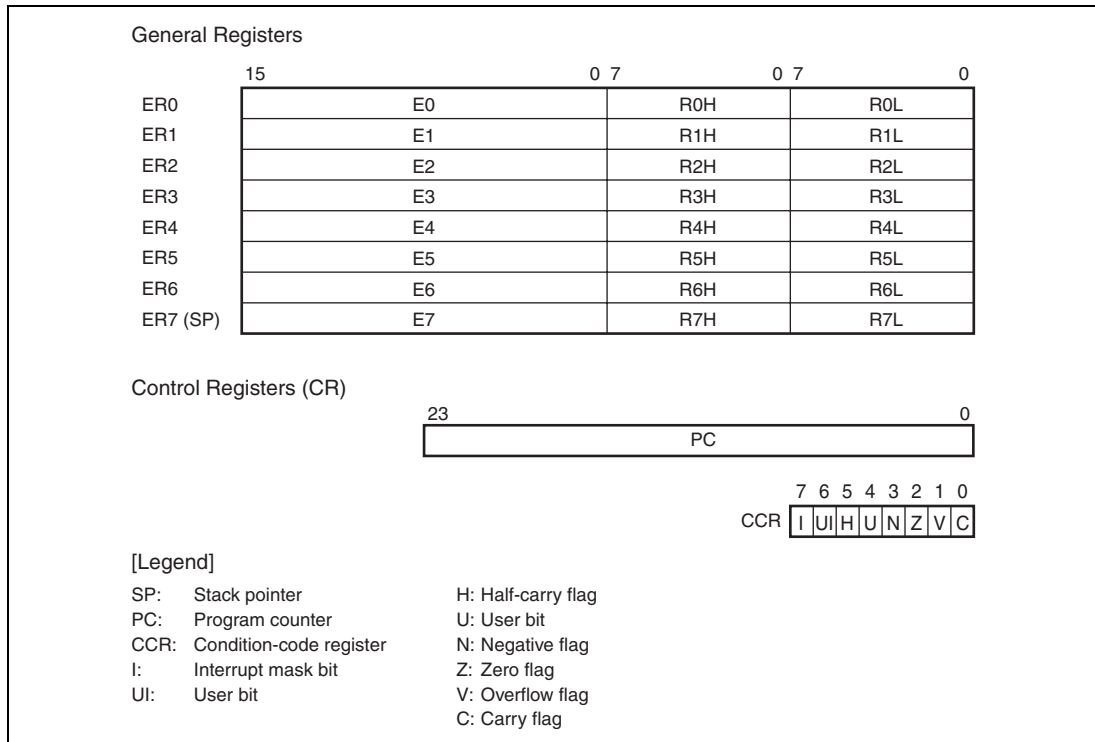 General Registers
15 0 7 0 7 0
ER0 E0 R0H R0L
ER1 E1 R1H R1L
ER2 E2 R2H R2L
ER3 E3 R3H R3L
ER4 E4 R4H R4L
ER5 E5 R5H R5L
ER6 E6 R6H R6L
ER7 (SP) E7 R7H R7L
Control Registers (CR)
23 0
PC
7 6 5 4 3 2 1 0
CCR I UI H U N Z V C
[Legend]
SP: Stack pointer
PC: Program counter
CCR: Condition-code register
I: Interrupt mask bit
UI: User bit
H: Half-carry flag
U: User bit
N: Negative flag
Z: Zero flag
V: Overflow flag
C: Carry flag